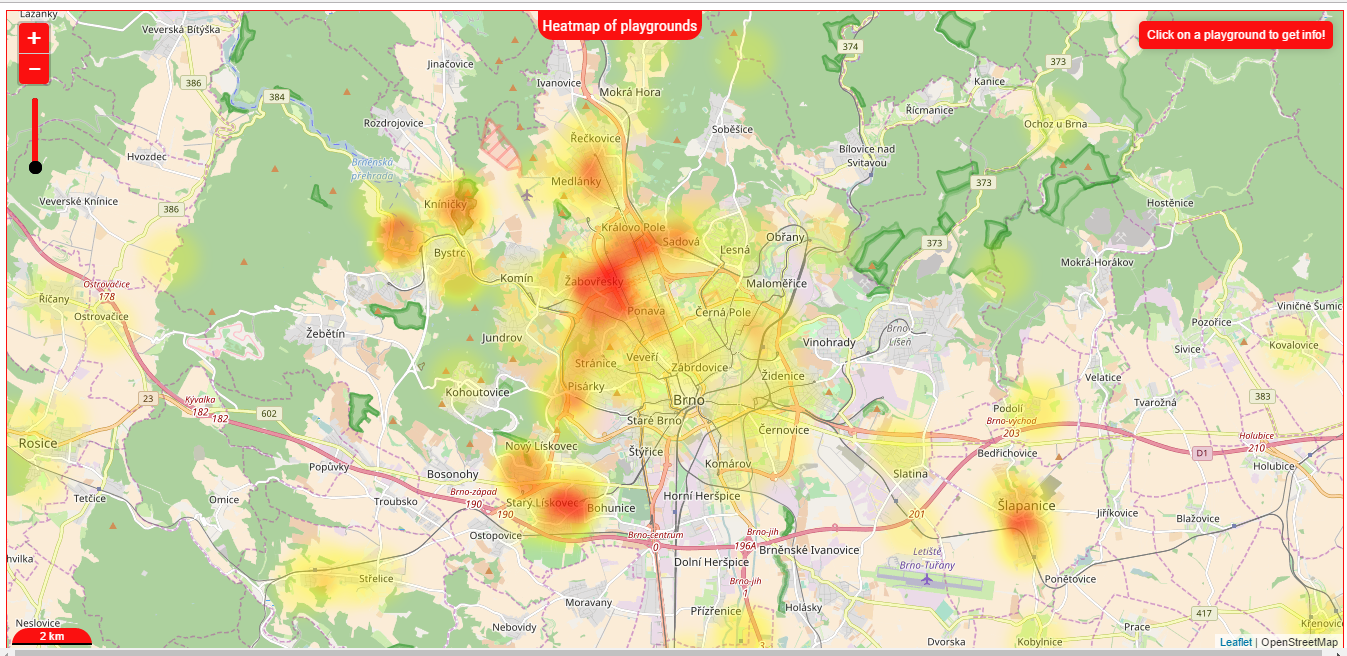 Lažánky
Heatmap of playgrounds
Click on a playground to get info!
+
−
Veverská Bítýška
374
Jinačovice
373
386
Ivanovice
Mokrá Hora
Kanice
384
Řícmanice
Rozdrojovice
Soběšice
Ochoz u Brna
Řečkovice
Hvozdec
Brněnská
přehrada
Bílovice nad
Svitavou
Medlánky
373
Veverské Knínice
386
Kníničky
Hostěnice
Královo Pole
Sadová
Obřany
373
Lesná
Bystrc
Mokrá-Horákov
Komín
Žabovřesky
Maloměřice
Ostrovačice
178
Říčany
Ostrovačice
Ponava
Černá Pole
Viničné Šumic
Pozořice
Žebětín
Jundrov
Vinohrady
Brno
Líšeň
Sivice
Kovalovice
Veveří
Stránice
Zábrdovice
Židenice
Velatice
Pisárky
Kohoutovice
23
Kývalka
182
182
602
Brno
383
Tvarožná
Podolí
Brno-východ
203
Staré Brno
Černovice
Rosice
Nový Lískovec
Štýřice
Holubice
210
D1
Bedřichovice
Popůvky
Bosonohy
Komárov
Slatina
Holubice
Tetčice
Omice
Troubsko
Brno-západ
190
190
Starý Lískovec
Bohunice
Horní Heršpice
Šlapanice
201
Jiříkovice
Blažovice
Ostopovice
Brno-centrum
0
Brno-jih
196A
Brněnské Ivanovice
Letiště
Brno-Tuřany
hvilka
Dolní Heršpice
Střelice
Brno-jih
1
Ponětovice
Moravany
Přízřenice
Holásky
417
Neslovice
Nebovidy
Prace
Křenovice
2 km
Dvorska
Kobylnice
Leaflet | OpenStreetMap